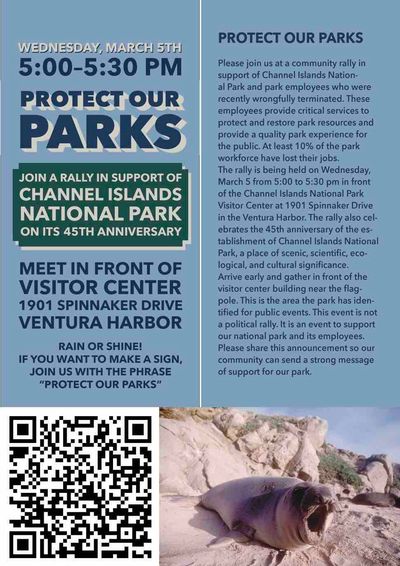 WEDNESDAY, MARCH 5TH
5:00–5:30 PM
PROTECT OUR
PARKS
JOIN A RALLY IN SUPPORT OF
CHANNEL ISLANDS
NATIONAL PARK
ON ITS 45TH ANNIVERSARY
MEET IN FRONT OF
VISITOR CENTER
1901 SPINNAKER DRIVE
VENTURA HARBOR
RAIN OR SHINE!
IF YOU WANT TO MAKE A SIGN,
JOIN US WITH THE PHRASE
“PROTECT OUR PARKS”
PROTECT OUR PARKS
Please join us at a community rally in
support of Channel Islands Nation-
al Park and park employees who were
recently wrongfully terminated. These
employees provide critical services to
protect and restore park resources and
provide a quality park experience for
the public. At least 10% of the park
workforce have lost their jobs.
The rally is being held on Wednesday,
March 5 from 5:00 to 5:30 pm in front
of the Channel Islands National Park
Visitor Center at 1901 Spinnaker Drive
in the Ventura Harbor. The rally also cel-
ebrates the 45th anniversary of the es-
tablishment of Channel Islands National
Park, a place of scenic, scientific, eco-
logical, and cultural significance.
Arrive early and gather in front of the
visitor center building near the flag-
pole. This is the area the park has iden-
tified for public events. This event is not
a political rally. It is an event to support
our national park and its employees.
Please share this announcement so our
community can send a strong message
of support for our park.